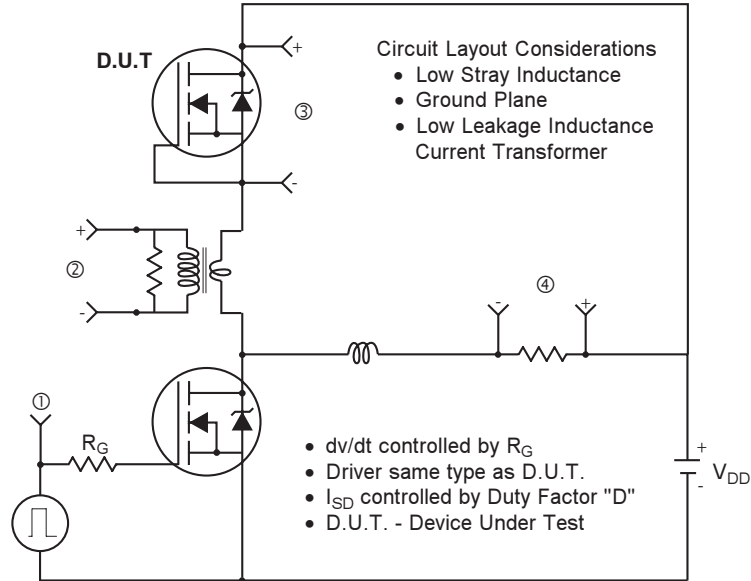 D.U.T
+
③
-
Circuit Layout Considerations
• Low Stray Inductance
• Ground Plane
• Low Leakage Inductance
Current Transformer
+
②
-
④
-
+
①
R_G
• dv/dt controlled by R_G
• Driver same type as D.U.T.
• I_SD controlled by Duty Factor "D"
• D.U.T. - Device Under Test
+
V_DD
-